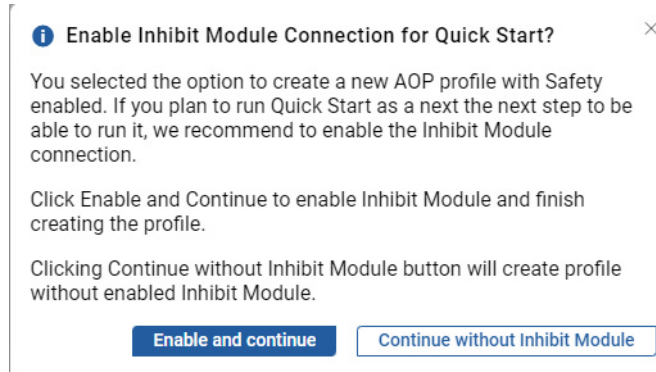 Enable Inhibit Module Connection for Quick Start?
You selected the option to create a new AOP profile with Safety
enabled. If you plan to run Quick Start as a next the next step to be
able to run it, we recommend to enable the Inhibit Module
connection.
Click Enable and Continue to enable Inhibit Module and finish
creating the profile.
Clicking Continue without Inhibit Module button will create profile
without enabled Inhibit Module.
Enable and continue
Continue without Inhibit Module